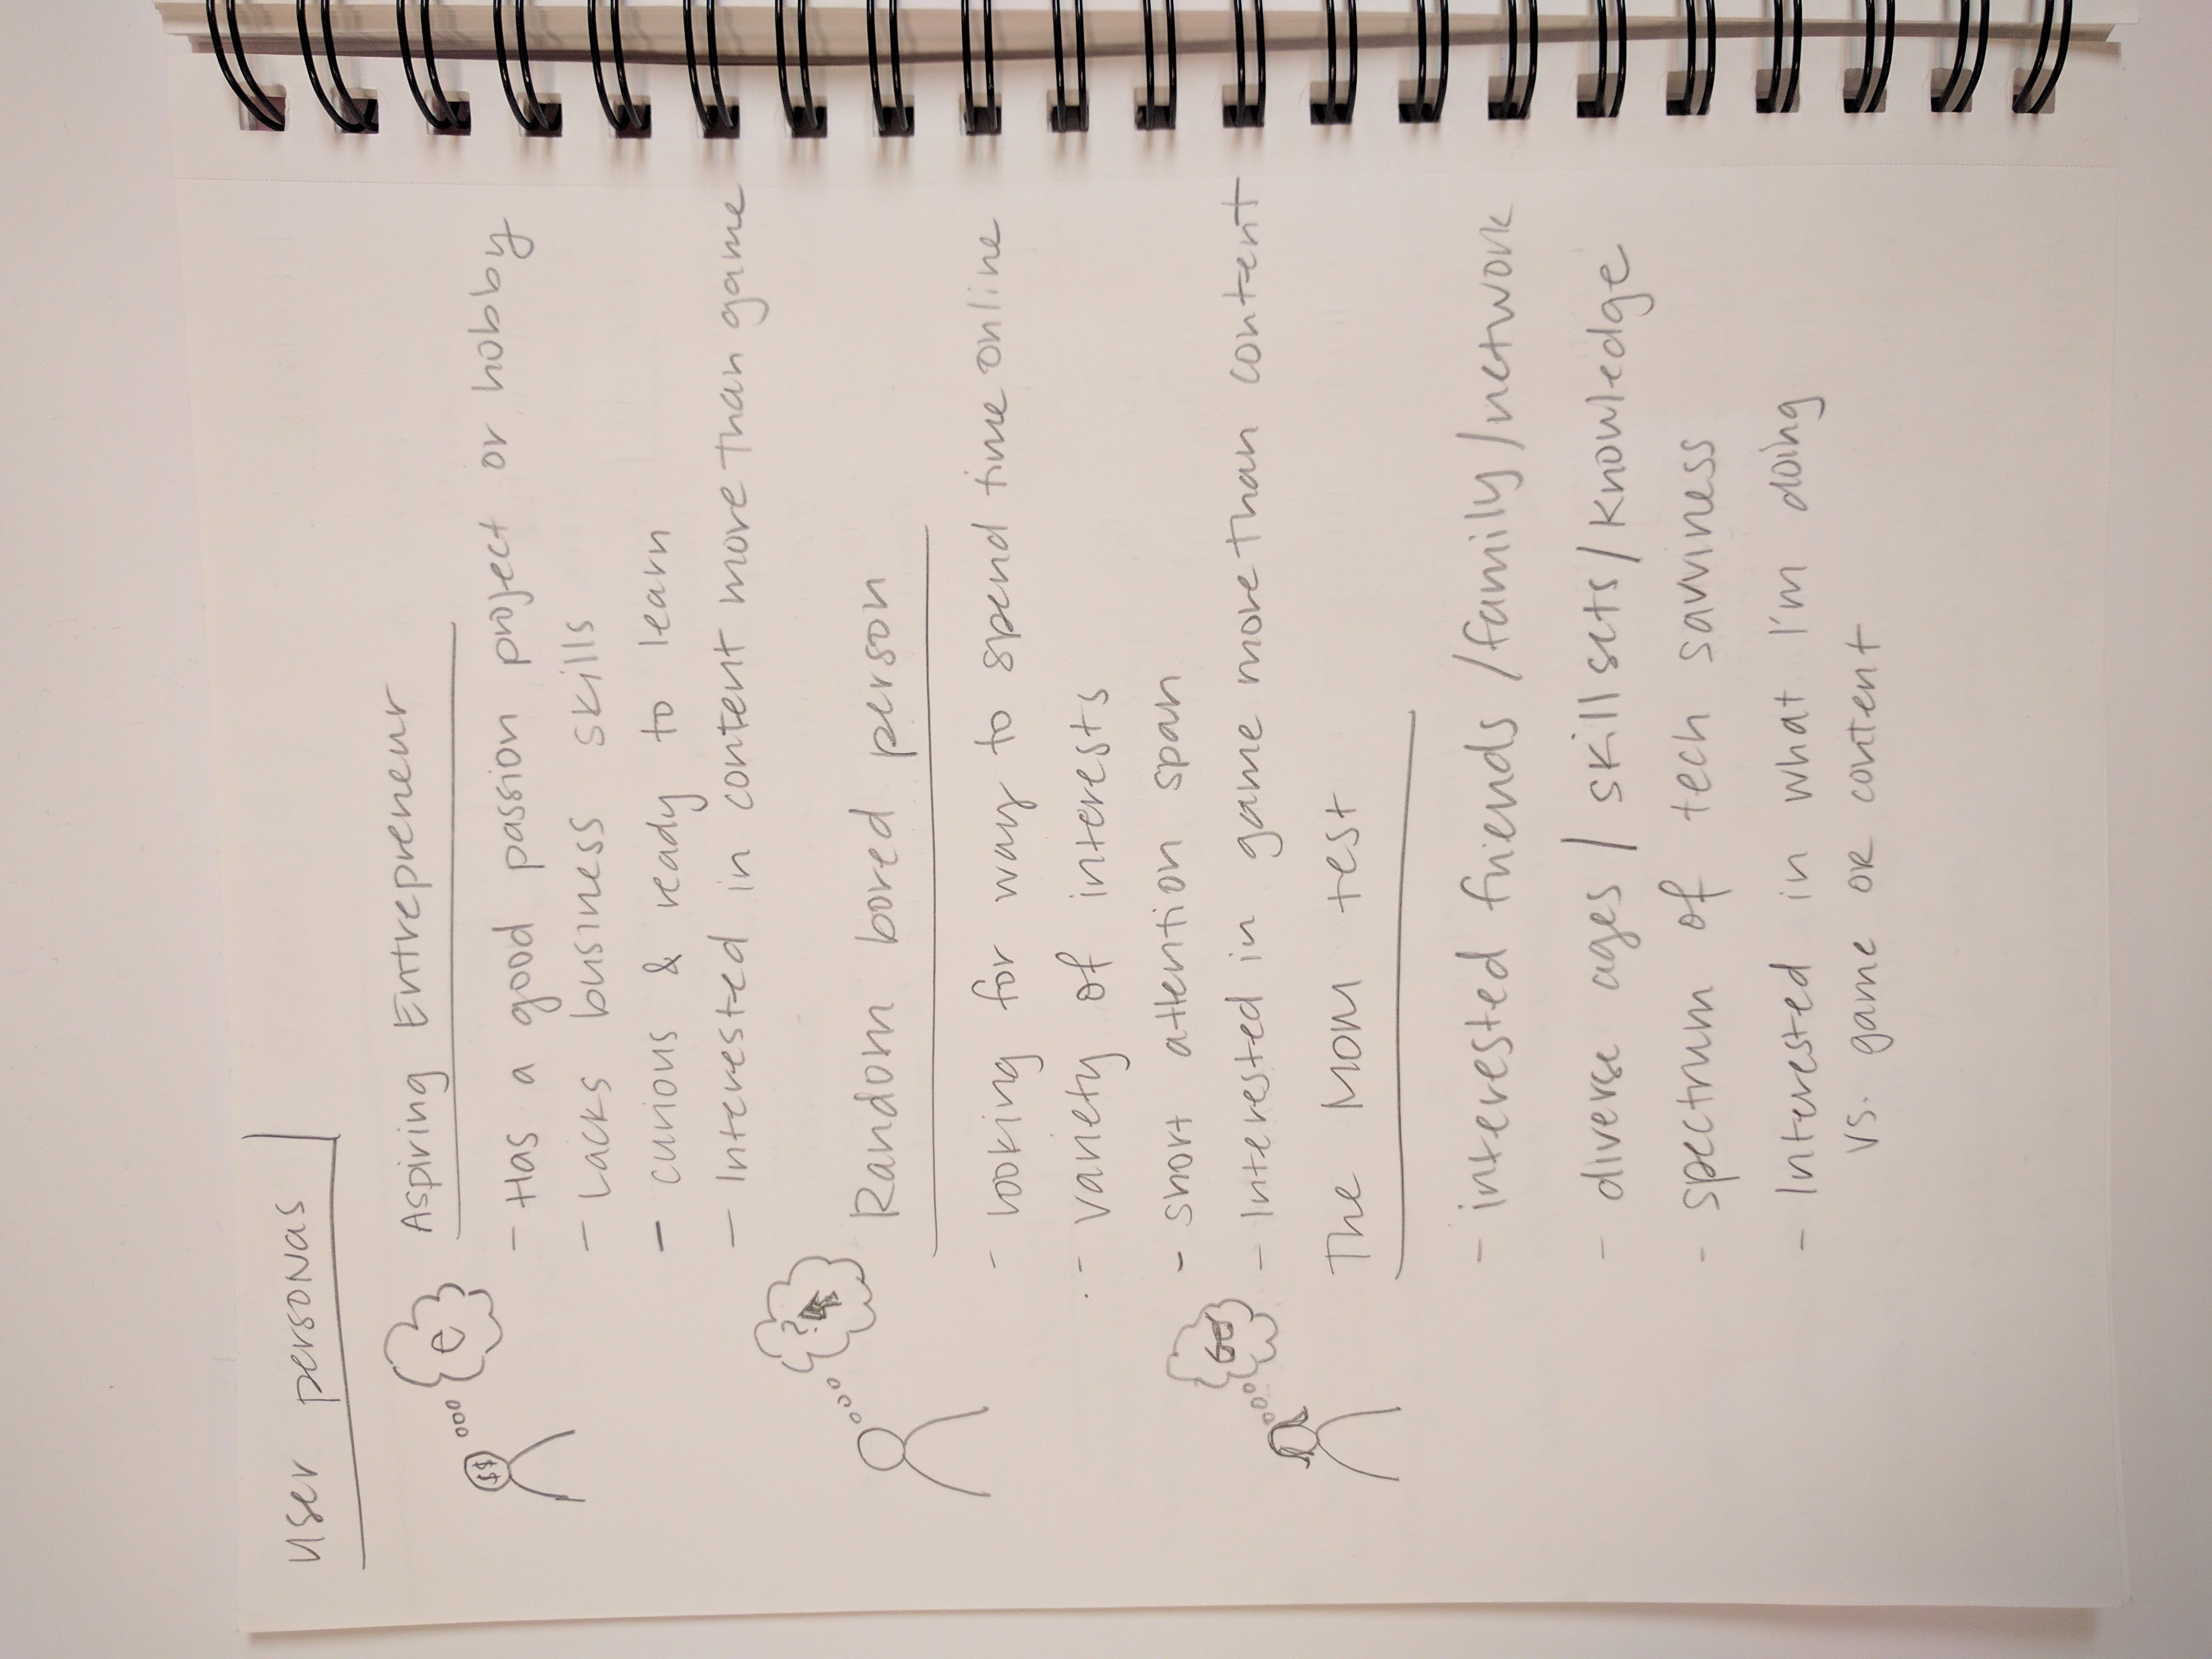 User personas
Aspiring Entrepreneur
- Has a good passion project or hobby
- Lacks business skills
- curious & ready to learn
- Interested in content more than game
Random bored person
- looking for way to spend time online
- variety of interests
- short attention span
- Interested in game more than content
The Mom test
- interested friends/family/network
- diverse ages/skillsets/knowledge
- spectrum of tech savviness
- Interested in what I'm doing
vs. game OR content
$$
e
?